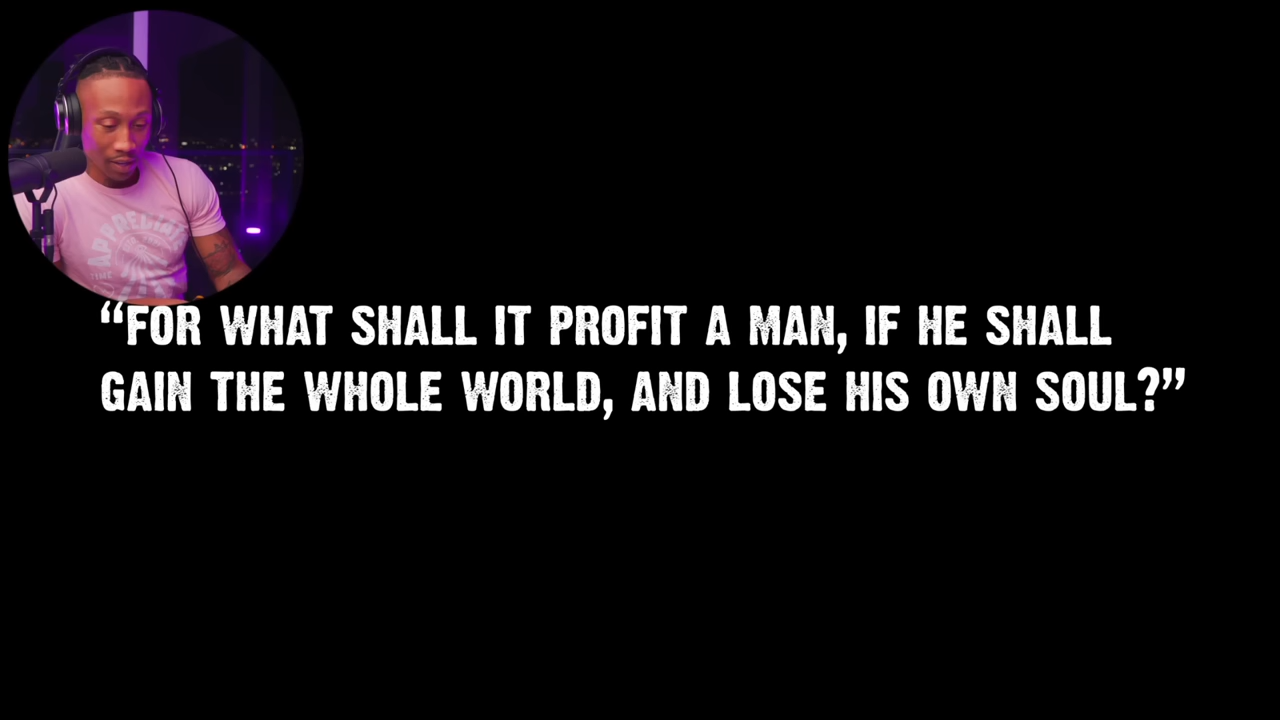 “FOR WHAT SHALL IT PROFIT A MAN, IF HE SHALL
GAIN THE WHOLE WORLD, AND LOSE HIS OWN SOUL?”